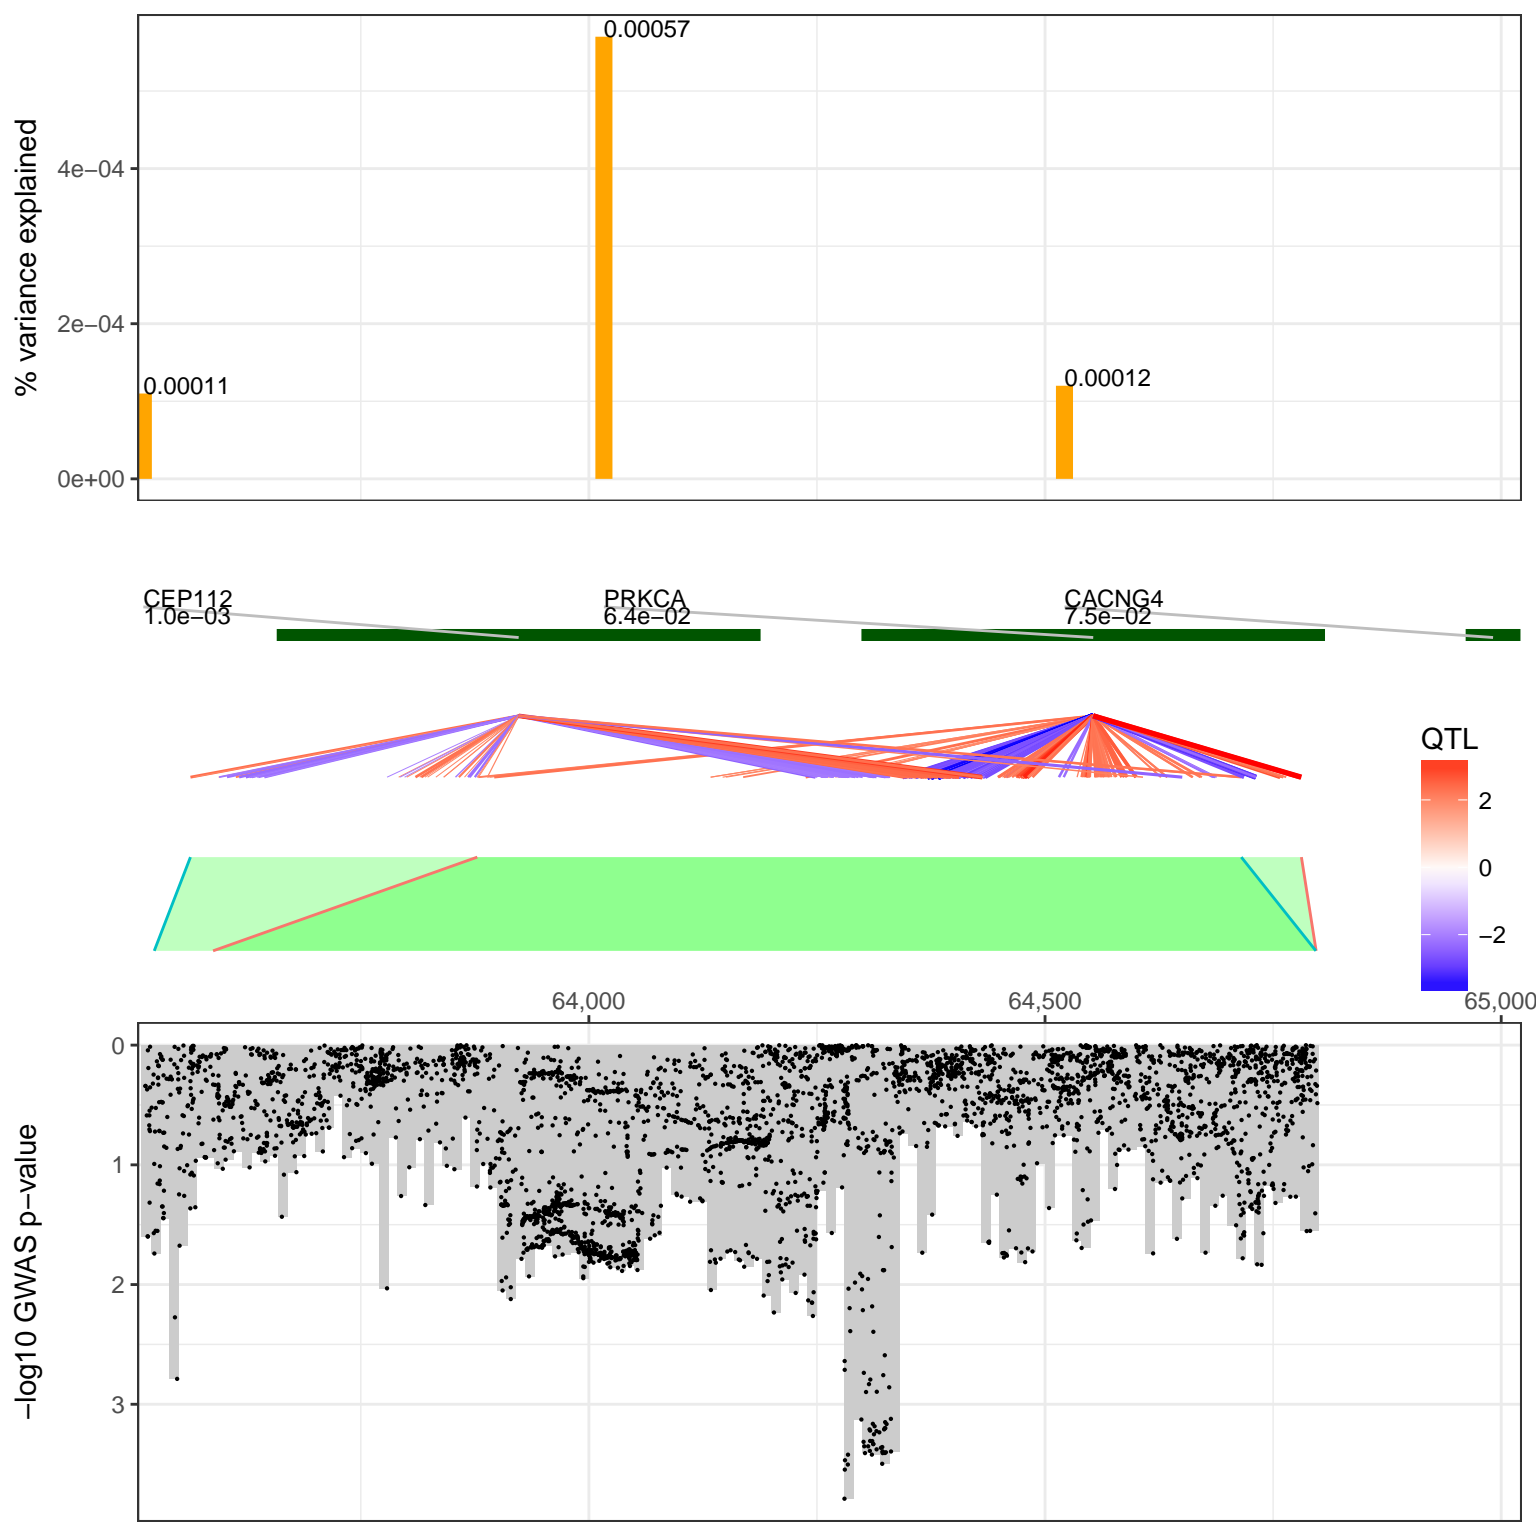 0.00057
% variance explained
4e−04
2e−04
0.00011
0.00012
0e+00
CEP112
1.0e−03
PRKCA
6.4e−02
CACNG4
7.5e−02
QTL
2
0
−2
64,000
64,500
65,000
−log10 GWAS p−value
0
1
2
3